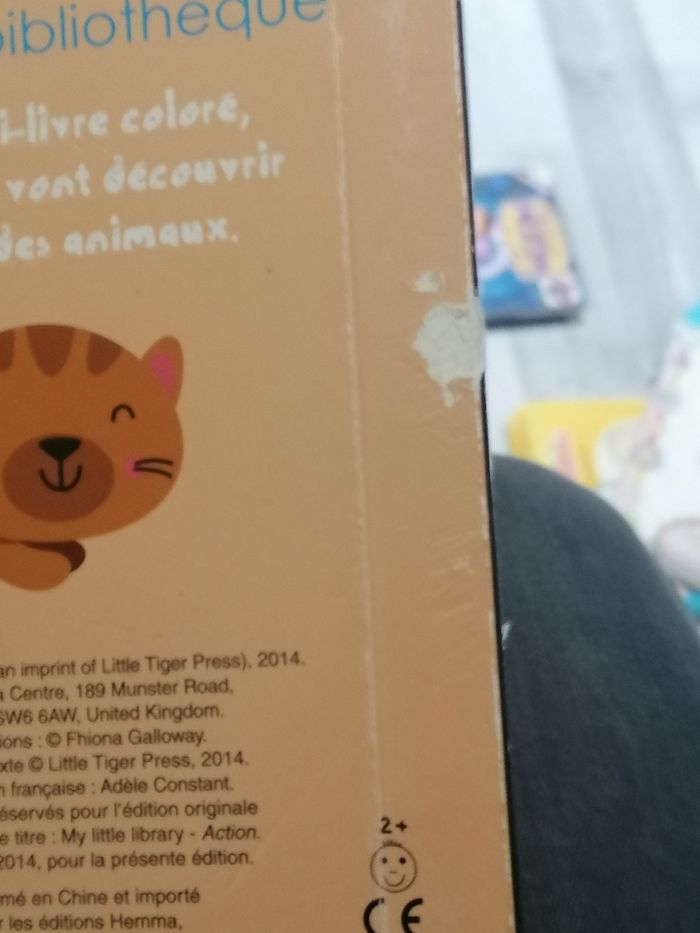 bibliothèque
i-livre coloré,
vont découvrir
des animaux.
an imprint of Little Tiger Press), 2014.
a Centre, 189 Munster Road,
SW6 6AW, United Kingdom.
ions : © Fhiona Galloway.
xte © Little Tiger Press, 2014.
n française : Adèle Constant.
éservés pour l'édition originale
e titre : My little library - Action.
2014, pour la présente édition.
mé en Chine et importé
r les éditions Hemma,
2+
CE